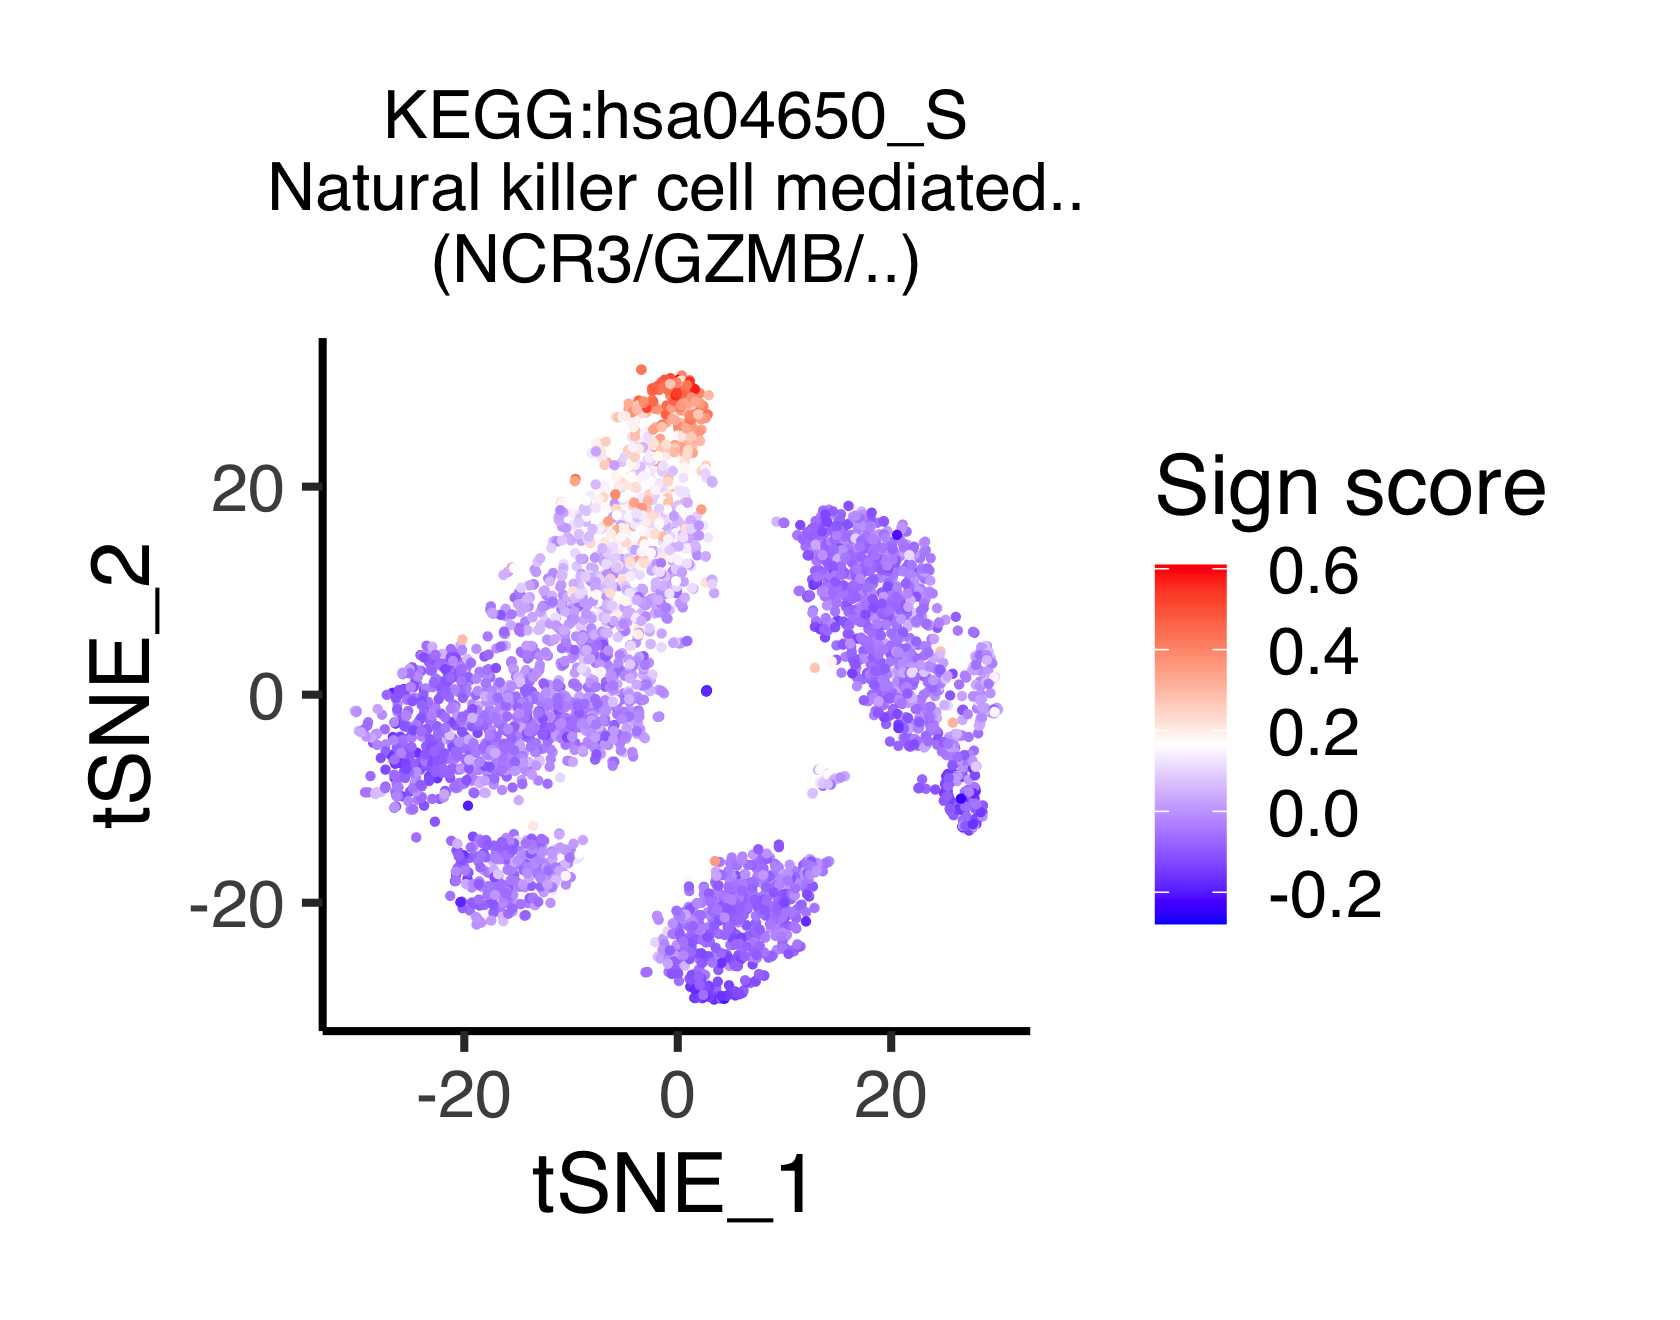 KEGG:hsa04650_S
Natural killer cell mediated..
(NCR3/GZMB/..)
tSNE_2
20
0
-20
-20
0
20
tSNE_1
Sign score
0.6
0.4
0.2
0.0
-0.2